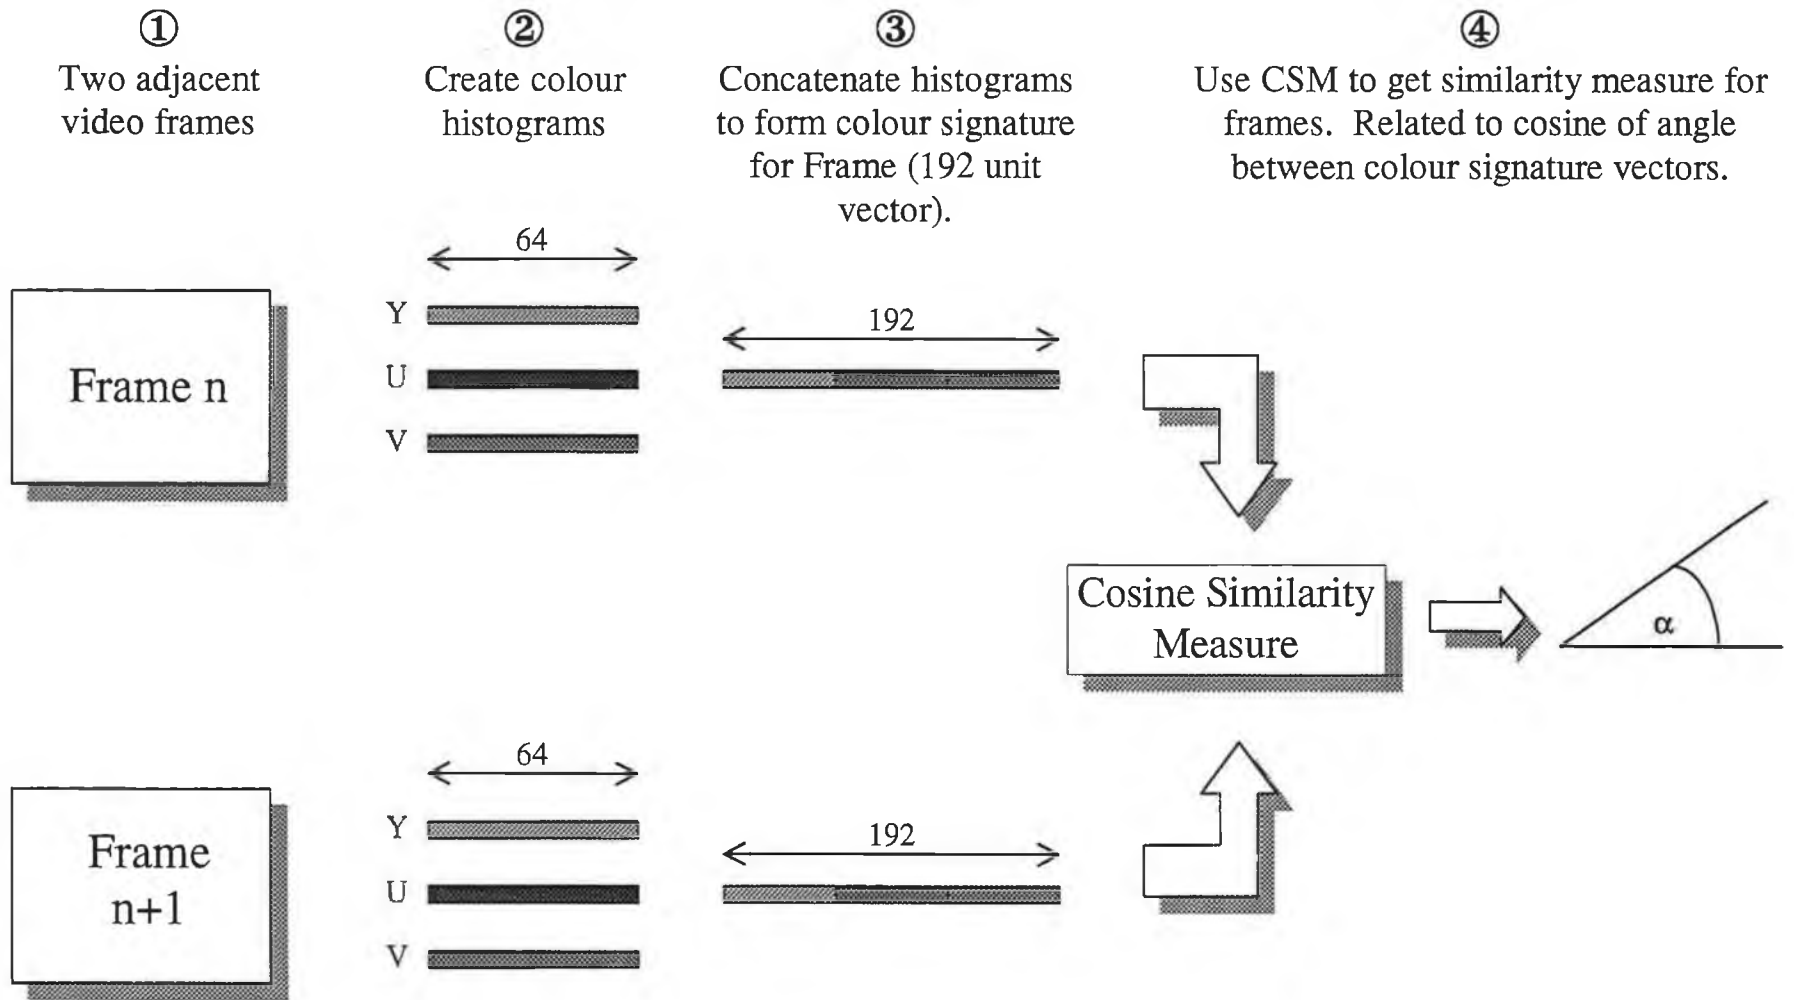 ①
Two adjacent
video frames
②
Create colour
histograms
③
Concatenate histograms
to form colour signature
for Frame (192 unit
vector).
④
Use CSM to get similarity measure for
frames. Related to cosine of angle
between colour signature vectors.
Frame n
64
Y
U
V
192
Cosine Similarity
Measure
α
Frame
n+1
64
Y
U
V
192